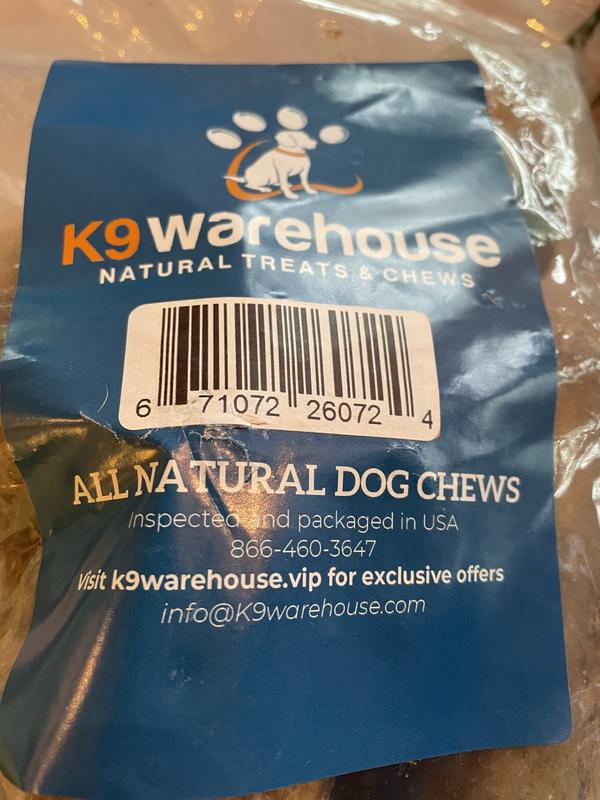 K9warehouse
NATURAL TREATS & CHEWS
6 71072 26072 4
ALL NATURAL DOG CHEWS
Inspected and packaged in USA
866-460-3647
Visit k9warehouse.vip for exclusive offers
info@K9warehouse.com